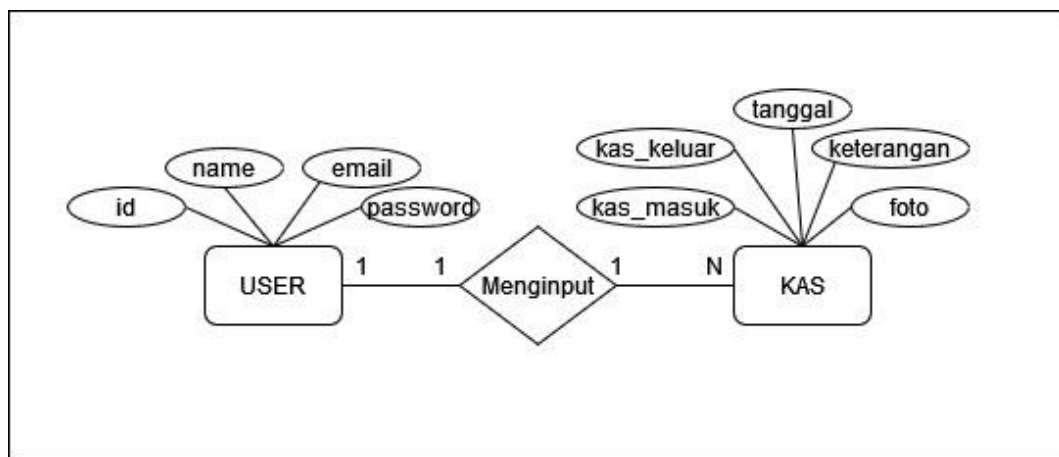 tanggal
kas_keluar
keterangan
name
email
id
password
kas_masuk
foto
1
1
1
N
USER
Menginput
KAS